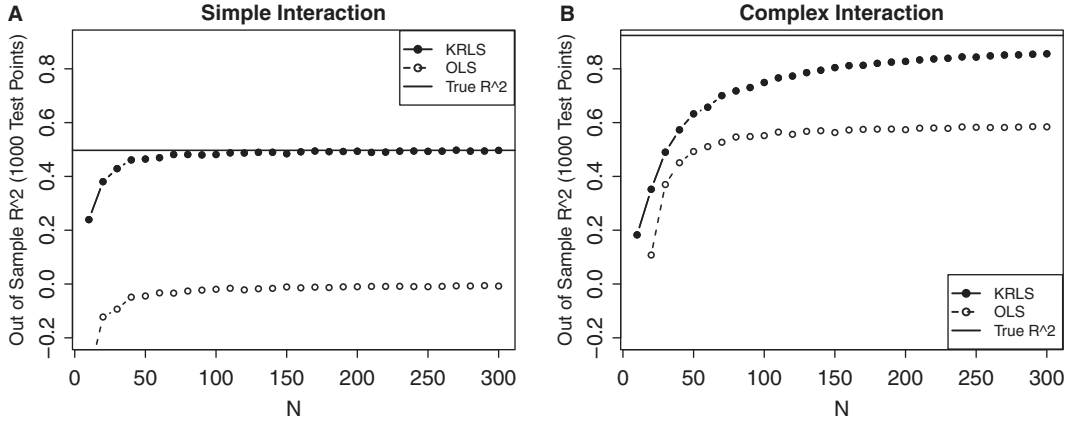 A
Simple Interaction
Out of Sample R^2 (1000 Test Points)
0.8
0.6
0.4
0.2
0.0
−0.2
KRLS
OLS
True R^2
0 50 100 150 200 250 300
N
B
Complex Interaction
Out of Sample R^2 (1000 Test Points)
0.8
0.6
0.4
0.2
0.0
−0.2
KRLS
OLS
True R^2
0 50 100 150 200 250 300
N